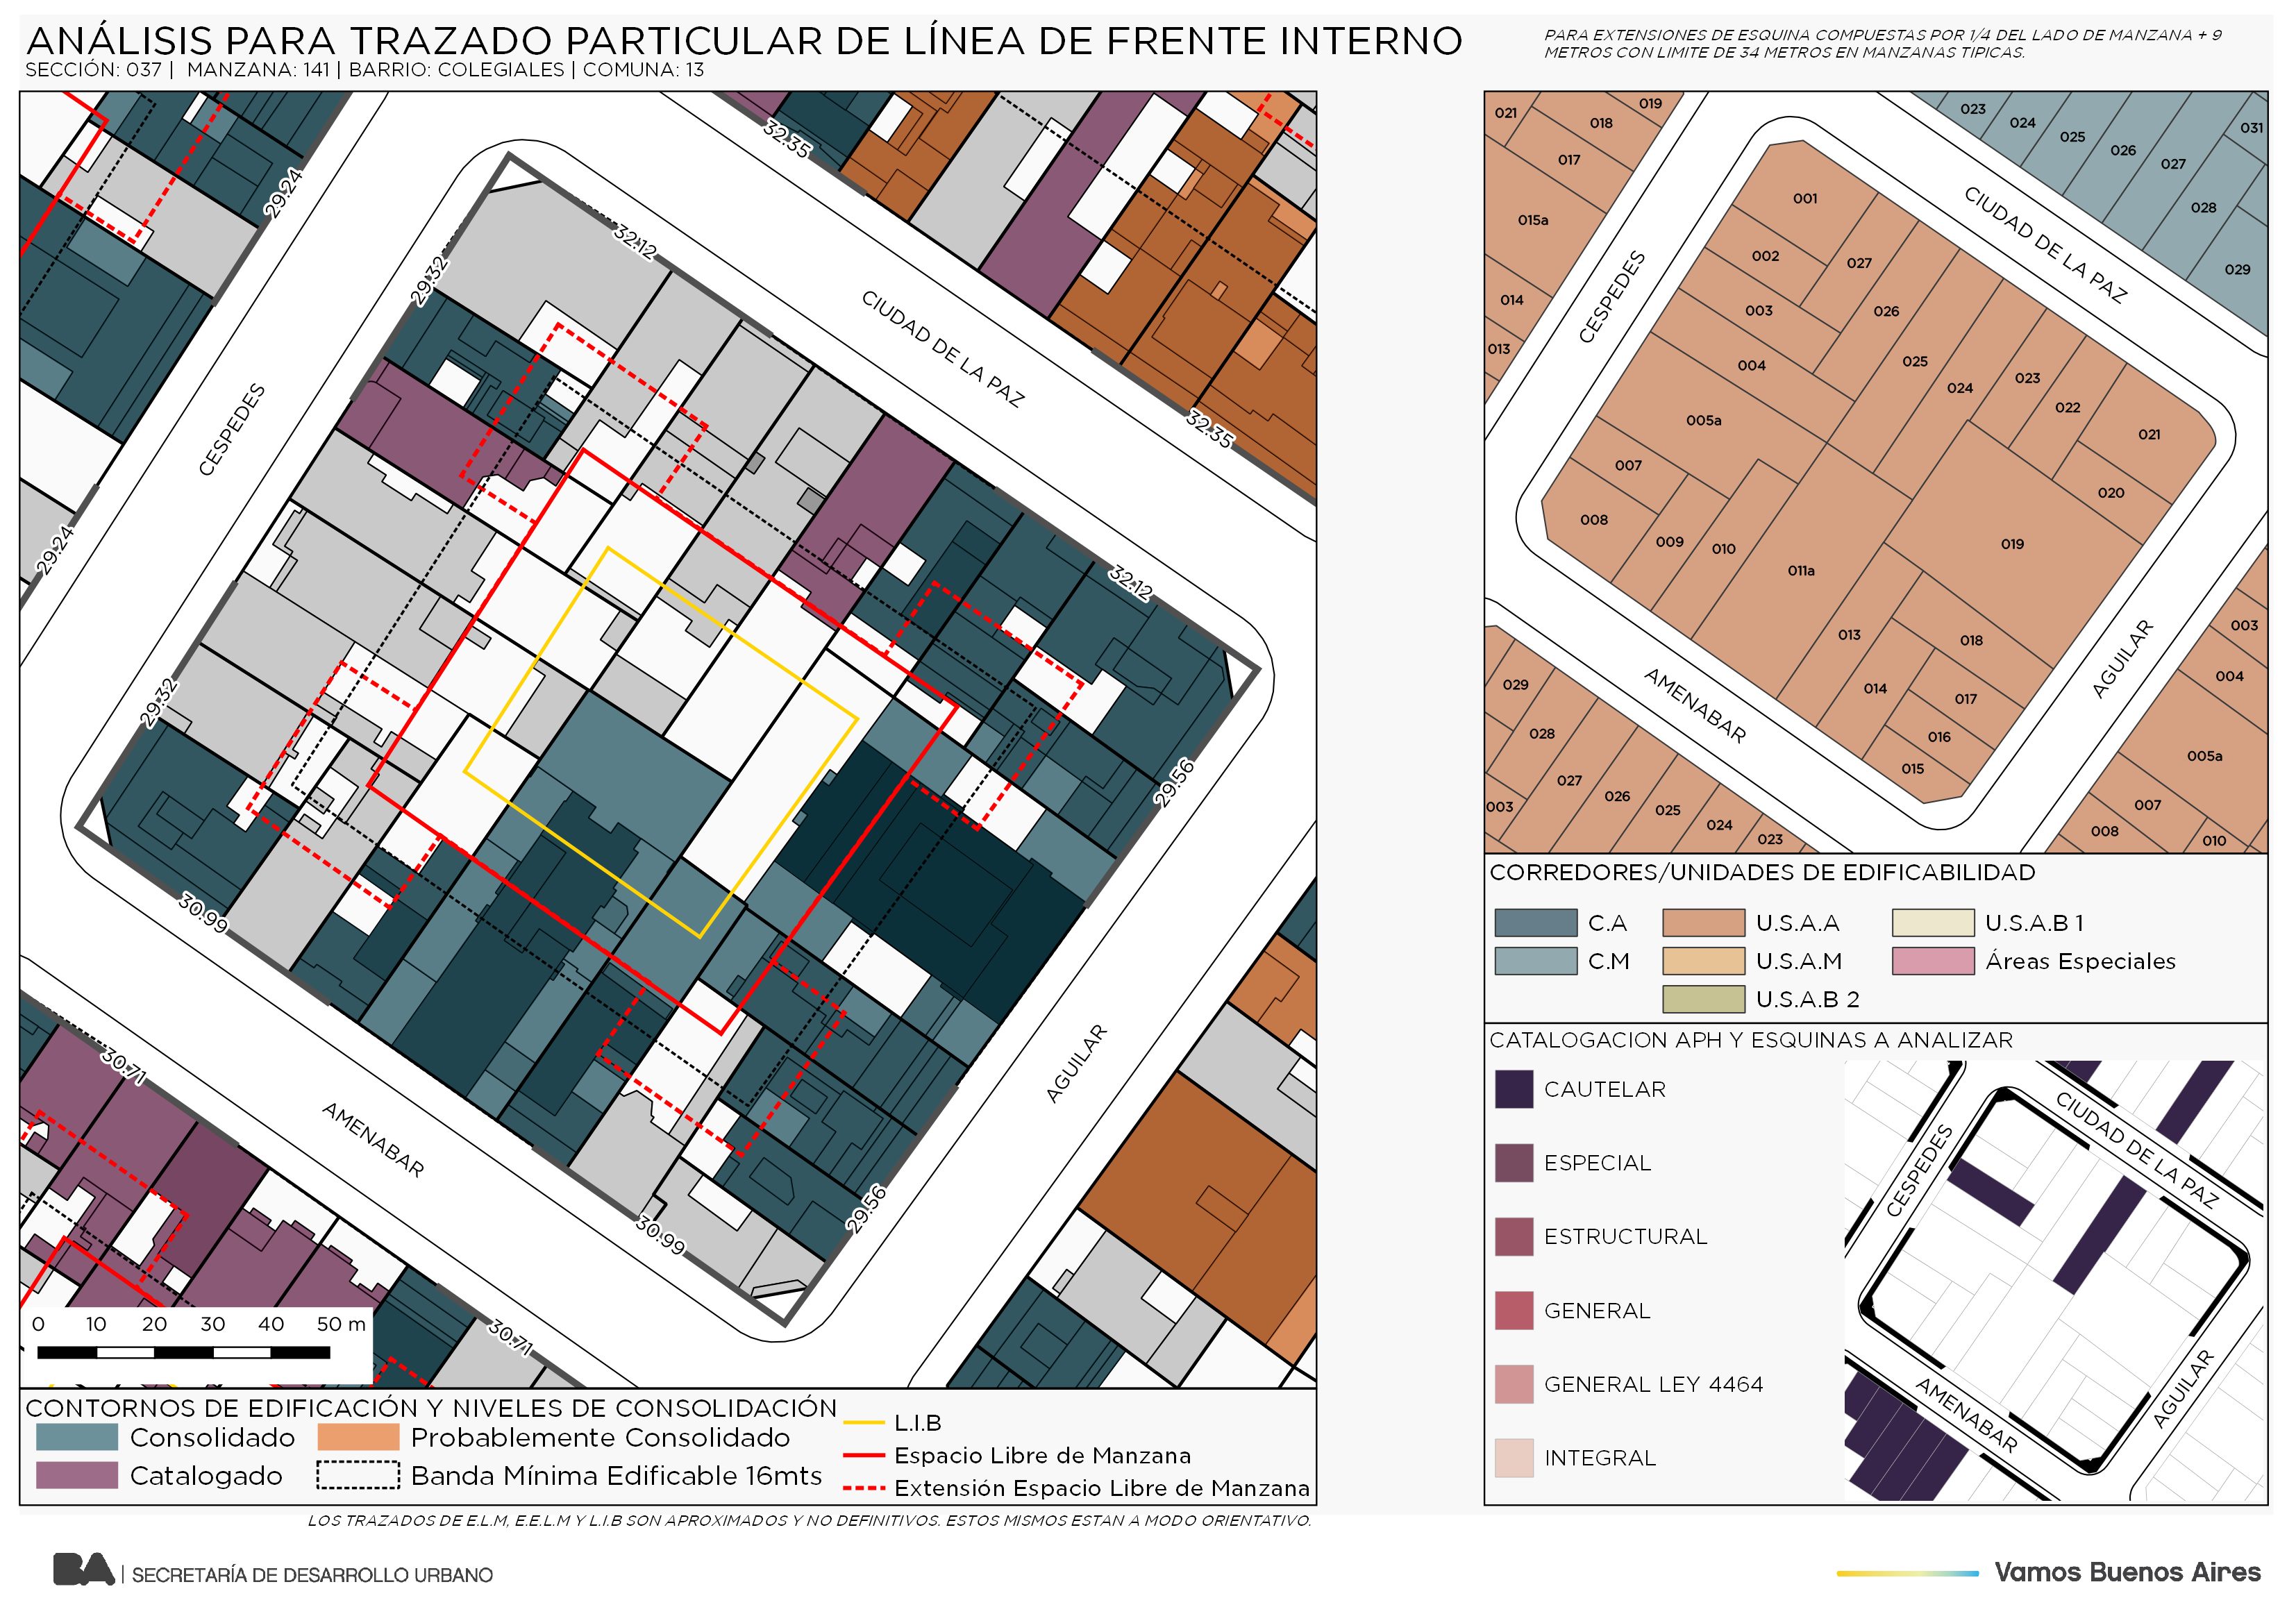 ANÁLISIS PARA TRAZADO PARTICULAR DE LÍNEA DE FRENTE INTERNO
SECCIÓN: 037 | MANZANA: 141 | BARRIO: COLEGIALES | COMUNA: 13
PARA EXTENSIONES DE ESQUINA COMPUESTAS POR 1/4 DEL LADO DE MANZANA + 9
METROS CON LIMITE DE 34 METROS EN MANZANAS TIPICAS.
32.35
29.24
32.12
29.32
CIUDAD DE LA PAZ
32.35
CESPEDES
29.24
32.12
29.32
29.56
30.99
AGUILAR
30.71
AMENABAR
29.56
30.99
30.71
0 10 20 30 40 50 m
CONTORNOS DE EDIFICACIÓN Y NIVELES DE CONSOLIDACIÓN
Consolidado
Probablemente Consolidado
Catalogado
Banda Mínima Edificable 16mts
L.I.B
Espacio Libre de Manzana
Extensión Espacio Libre de Manzana
LOS TRAZADOS DE E.L.M, E.E.L.M Y L.I.B SON APROXIMADOS Y NO DEFINITIVOS. ESTOS MISMOS ESTAN A MODO ORIENTATIVO.
021
019
018
017
015a
014
013
023
024
025
026
027
031
028
029
CIUDAD DE LA PAZ
CESPEDES
001
002
027
003
026
004
025
024
023
022
021
005a
020
007
008
009
010
011a
019
013
018
014
017
016
015
AMENABAR
AGUILAR
029
028
027
003
026
025
024
023
003
004
005a
007
008
010
CORREDORES/UNIDADES DE EDIFICABILIDAD
C.A
U.S.A.A
U.S.A.B 1
C.M
U.S.A.M
Áreas Especiales
U.S.A.B 2
CATALOGACION APH Y ESQUINAS A ANALIZAR
CAUTELAR
ESPECIAL
ESTRUCTURAL
GENERAL
GENERAL LEY 4464
INTEGRAL
CIUDAD DE LA PAZ
CESPEDES
AMENABAR
AGUILAR
BA | SECRETARÍA DE DESARROLLO URBANO
Vamos Buenos Aires